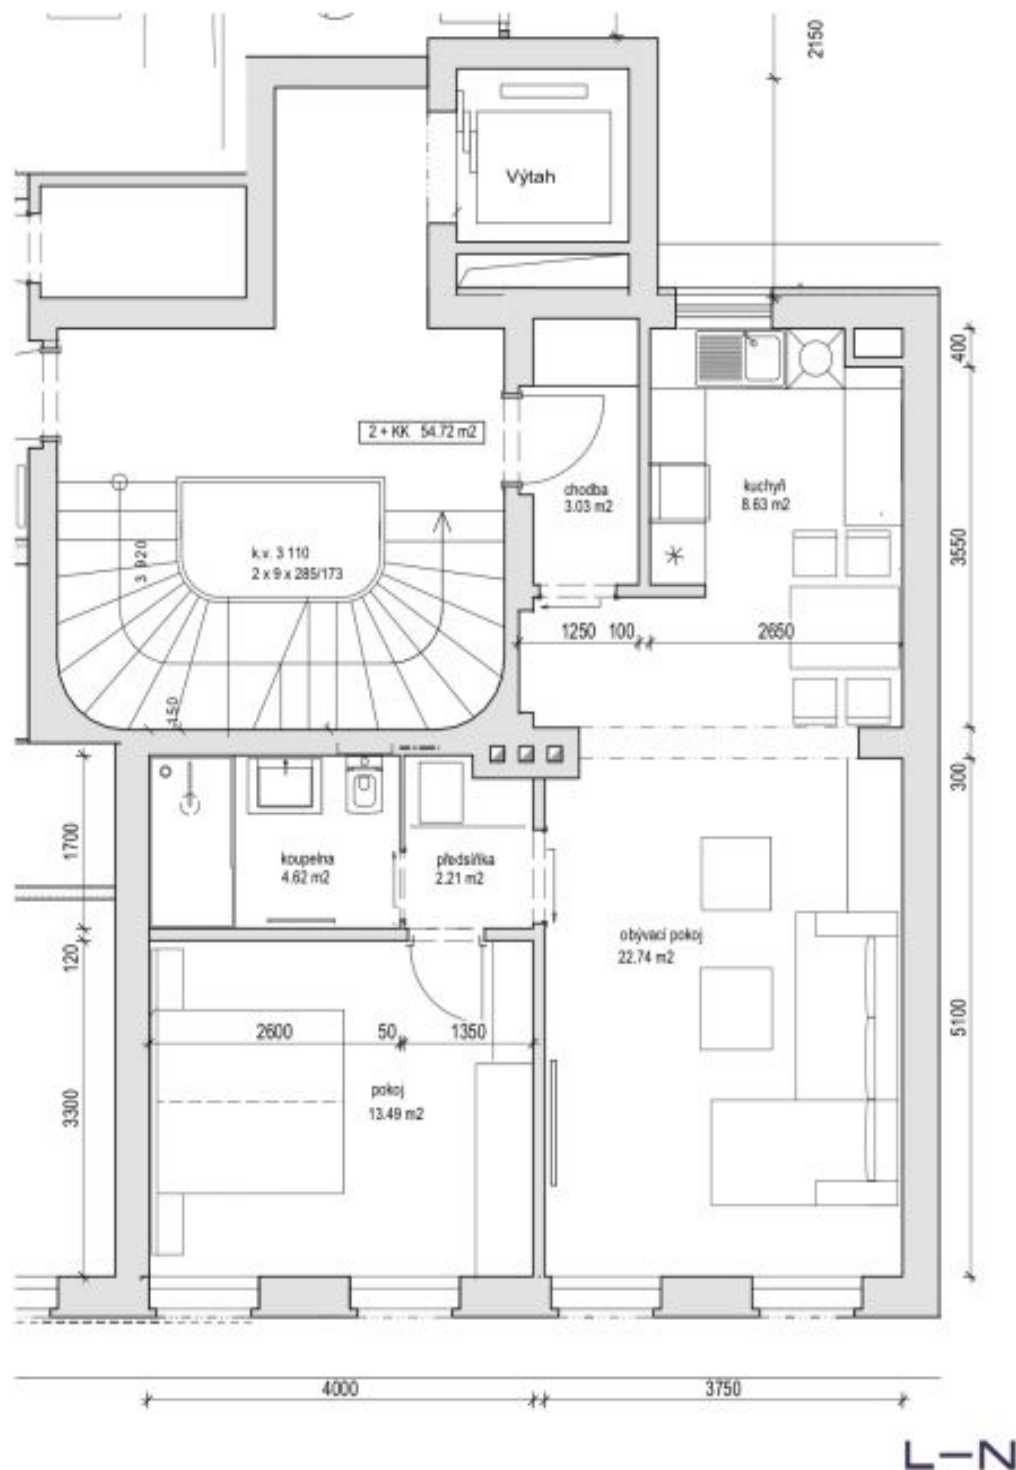 2150
Výtah
400
2 + KK 54.72 m2
chodba
3.03 m2
kuchyň
8.63 m2
3 020
k.v. 3 110
2 x 9 x 285/173
3550
1250 100 2650
150
300
1700
koupelna
4.62 m2
předsíňka
2.21 m2
obývací pokoj
22.74 m2
120
2600 50 1350
5100
pokoj
13.49 m2
3300
4000 3750
L–N